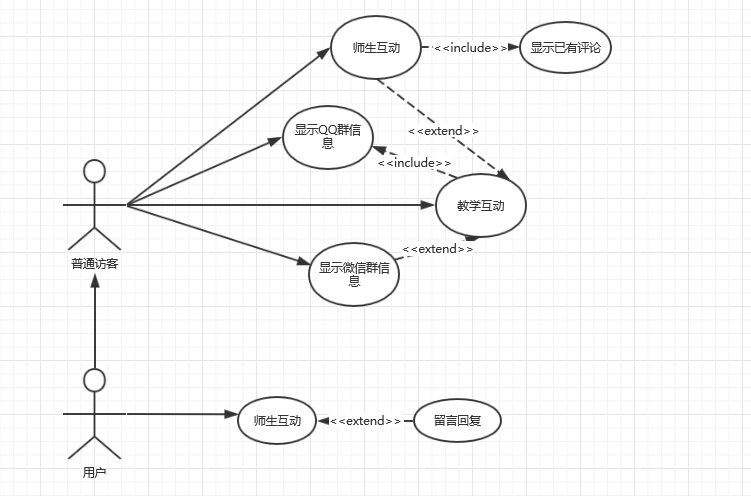 师生互动
<<include>>
显示已有评论
显示QQ群信
息
<<extend>>
<<include>>
教学互动
<<extend>>
显示微信群信
息
普通访客
师生互动
<<extend>>
留言回复
用户